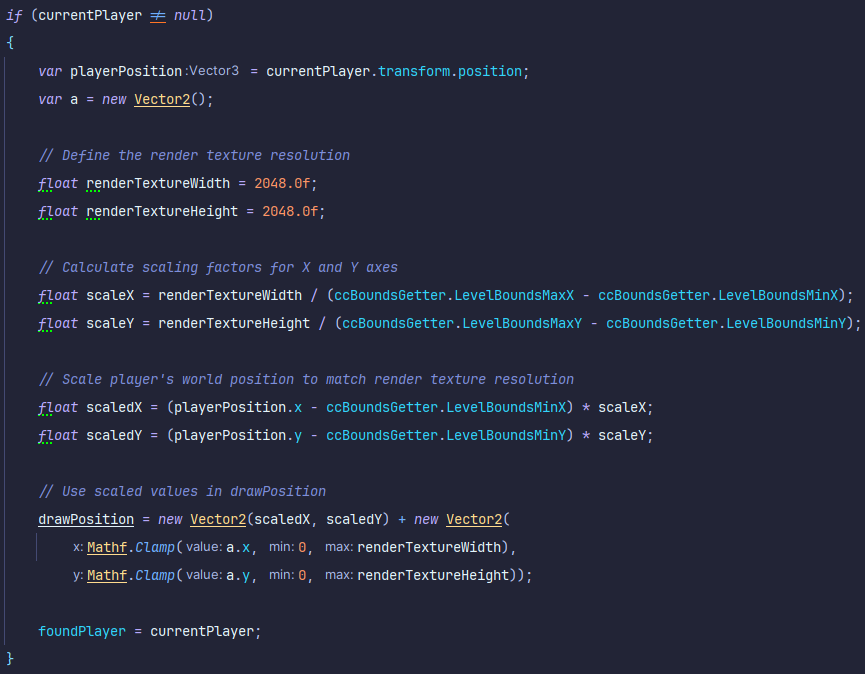 if (currentPlayer ≠ null)
{
var playerPosition :Vector3 = currentPlayer.transform.position;
var a = new Vector2();
// Define the render texture resolution
float renderTextureWidth = 2048.0f;
float renderTextureHeight = 2048.0f;
// Calculate scaling factors for X and Y axes
float scaleX = renderTextureWidth / (ccBoundsGetter.LevelBoundsMaxX - ccBoundsGetter.LevelBoundsMinX);
float scaleY = renderTextureHeight / (ccBoundsGetter.LevelBoundsMaxY - ccBoundsGetter.LevelBoundsMinY);
// Scale player's world position to match render texture resolution
float scaledX = (playerPosition.x - ccBoundsGetter.LevelBoundsMinX) * scaleX;
float scaledY = (playerPosition.y - ccBoundsGetter.LevelBoundsMinY) * scaleY;
// Use scaled values in drawPosition
drawPosition = new Vector2(scaledX, scaledY) + new Vector2(
x: Mathf.Clamp( value: a.x, min: 0, max: renderTextureWidth),
y: Mathf.Clamp( value: a.y, min: 0, max: renderTextureHeight));
foundPlayer = currentPlayer;
}